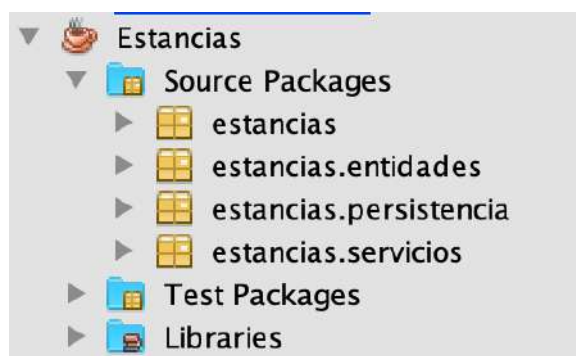 Estancias
Source Packages
estancias
estancias.entidades
estancias.persistencia
estancias.servicios
Test Packages
Libraries